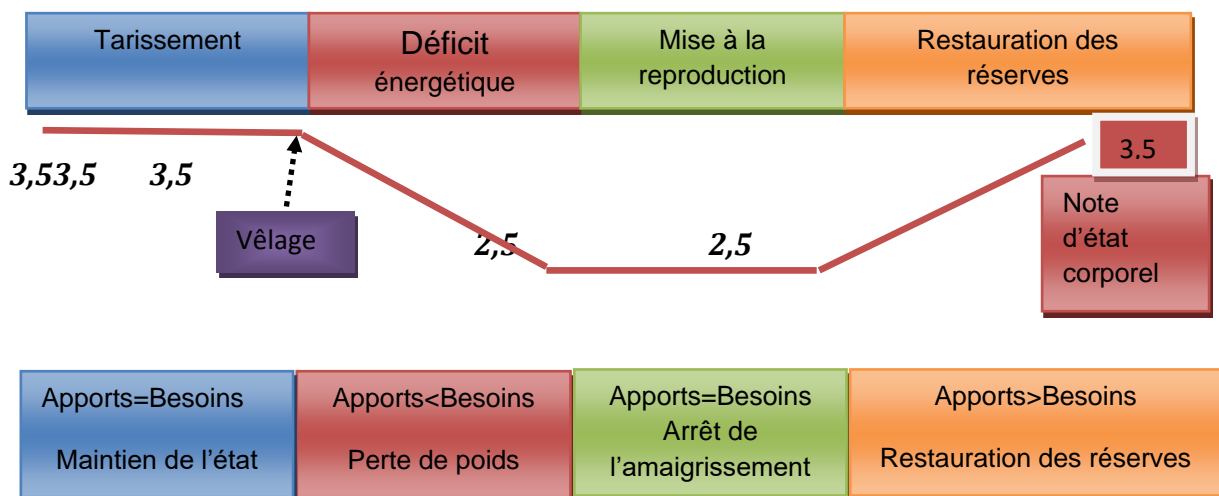 Tarissement
Déficit
énergétique
Mise à la
reproduction
Restauration des
réserves
3,53,5
3,5
3.5
Vêlage
2,5
2,5
Note
d'état
corporel
Apports=Besoins
Maintien de l'état
Apports<Besoins
Perte de poids
Apports=Besoins
Arrêt de
l'amaigrissement
Apports>Besoins
Restauration des réserves